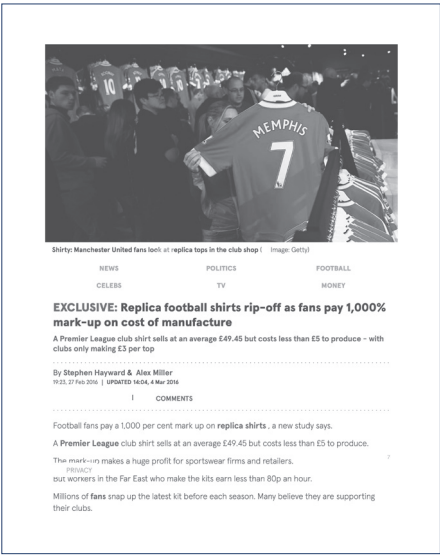 10
MEMPHIS
7
Shirty: Manchester United fans look at replica tops in the club shop ( Image: Getty)
NEWS POLITICS FOOTBALL
CELEBS TV MONEY
EXCLUSIVE: Replica football shirts rip-off as fans pay 1,000%
mark-up on cost of manufacture
A Premier League club shirt sells at an average £49.45 but costs less than £5 to produce - with
clubs only making £3 per top
By Stephen Hayward & Alex Miller
19:23, 27 Feb 2016 | UPDATED 14:04, 4 Mar 2016
COMMENTS
Football fans pay a 1,000 per cent mark up on replica shirts , a new study says.
A Premier League club shirt sells at an average £49.45 but costs less than £5 to produce.
The mark-up makes a huge profit for sportswear firms and retailers.
PRIVACY
But workers in the Far East who make the kits earn less than 80p an hour.
Millions of fans snap up the latest kit before each season. Many believe they are supporting
their clubs.